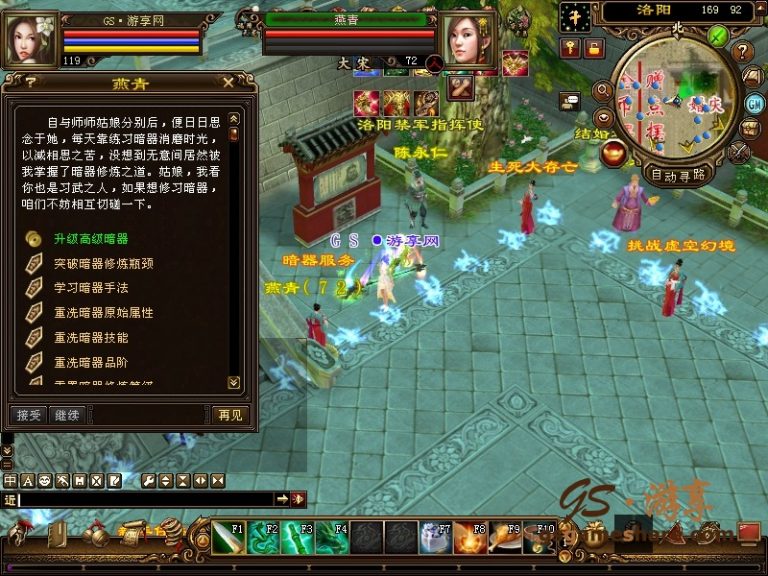 GS·游享网
119
燕青
大宋
72
洛阳
169 92
北
GM
自动寻路
燕青
自与师师姑娘分别后，便日日思
念于她，每天靠练习暗器消磨时光，
以减相思之苦，没想到无意间居然被
我掌握了暗器修炼之道。姑娘，我看
你也是习武之人，如果想修习暗器，
咱们不妨相互切磋一下。
升级高级暗器
突破暗器修炼瓶颈
学习暗器手法
重洗暗器原始属性
重洗暗器技能
重洗暗器品阶
接受
继续
再见
洛阳禁军指挥使
陈永仁
结婚
生死大存亡
GS●游享网
暗器服务
燕青(72)
挑战虚空幻境
近
F1
F2
F3
F4
F7
F8
F9
F10
GS·游享